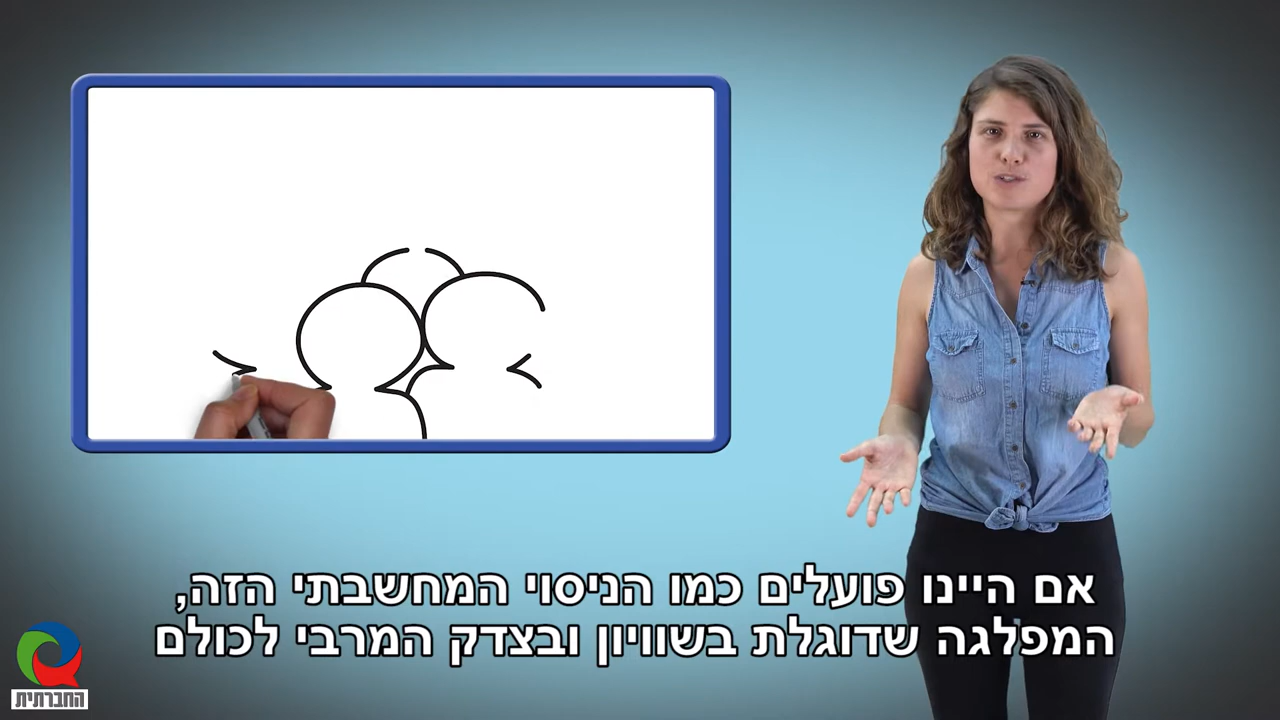 אם היינו פועלים כמו הניסוי המחשבתי הזה,
המפלגה שדוגלת בשוויון ובצדק המרבי לכולם
החברתית